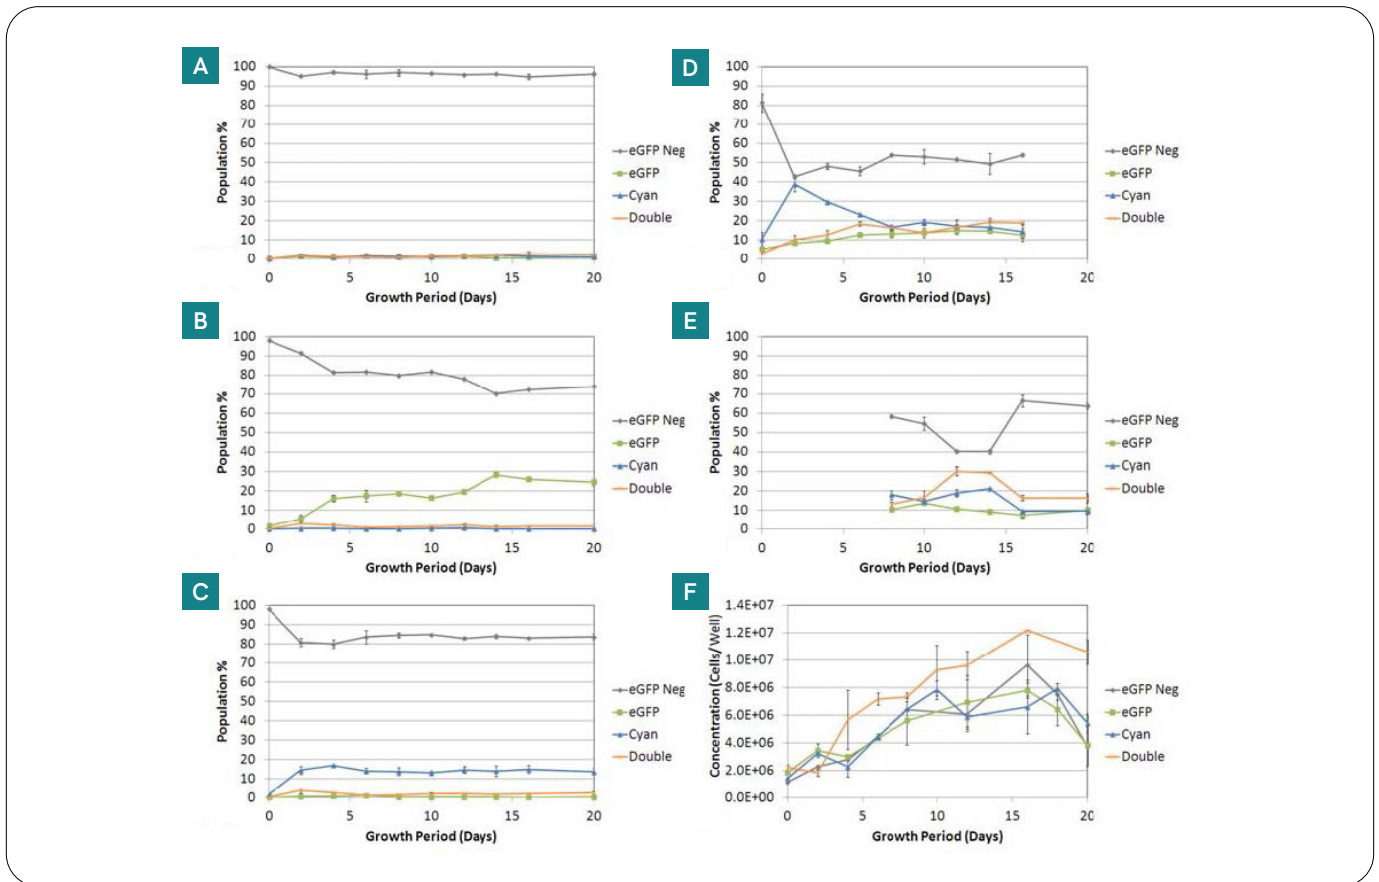 A
100
90
80
70
60
50
40
30
20
10
0
Population %
0 5 10 15 20
Growth Period (Days)
eGFP Neg
eGFP
Cyan
Double
B
100
90
80
70
60
50
40
30
20
10
0
Population %
0 5 10 15 20
Growth Period (Days)
eGFP Neg
eGFP
Cyan
Double
C
100
90
80
70
60
50
40
30
20
10
0
Population %
0 5 10 15 20
Growth Period (Days)
eGFP Neg
eGFP
Cyan
Double
D
100
90
80
70
60
50
40
30
20
10
0
Population %
0 5 10 15 20
Growth Period (Days)
eGFP Neg
eGFP
Cyan
Double
E
100
90
80
70
60
50
40
30
20
10
0
Population %
0 5 10 15 20
Growth Period (Days)
eGFP Neg
eGFP
Cyan
Double
F
1.4E+07
1.2E+07
1.0E+07
8.0E+06
6.0E+06
4.0E+06
2.0E+06
0.0E+00
Concentration (Cells/Well)
0 5 10 15 20
Growth Period (Days)
eGFP Neg
eGFP
Cyan
Double